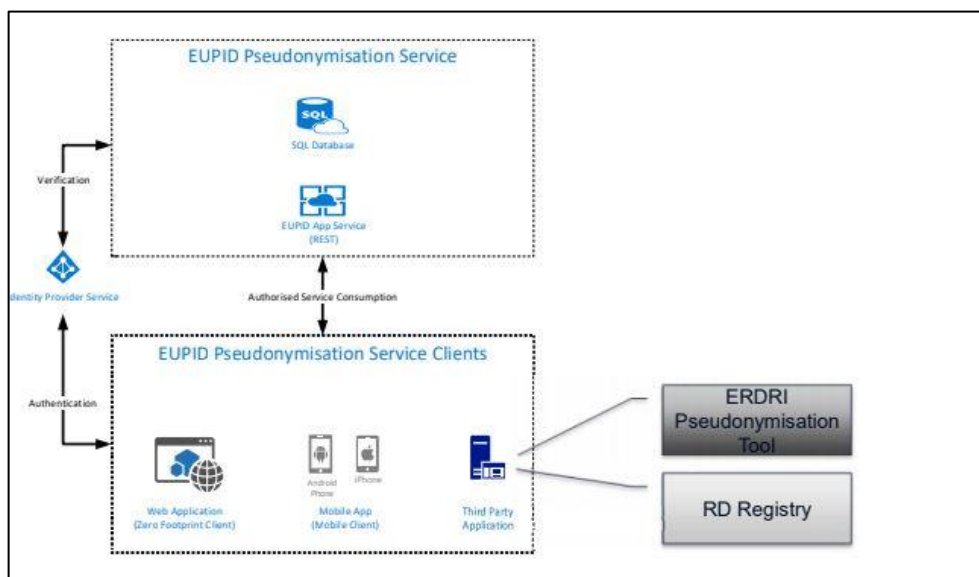 EUPID Pseudonymisation Service
SQL
SQL Database
Verification
EUPID App Service
(REST)
dentity Provider Service
Authorised Service Consumption
EUPID Pseudonymisation Service Clients
Authentication
Android
Phone
iPhone
Web Application
(Zero Footprint Client)
Mobile App
(Mobile Client)
Third Party
Application
ERDRI
Pseudonymisation
Tool
RD Registry